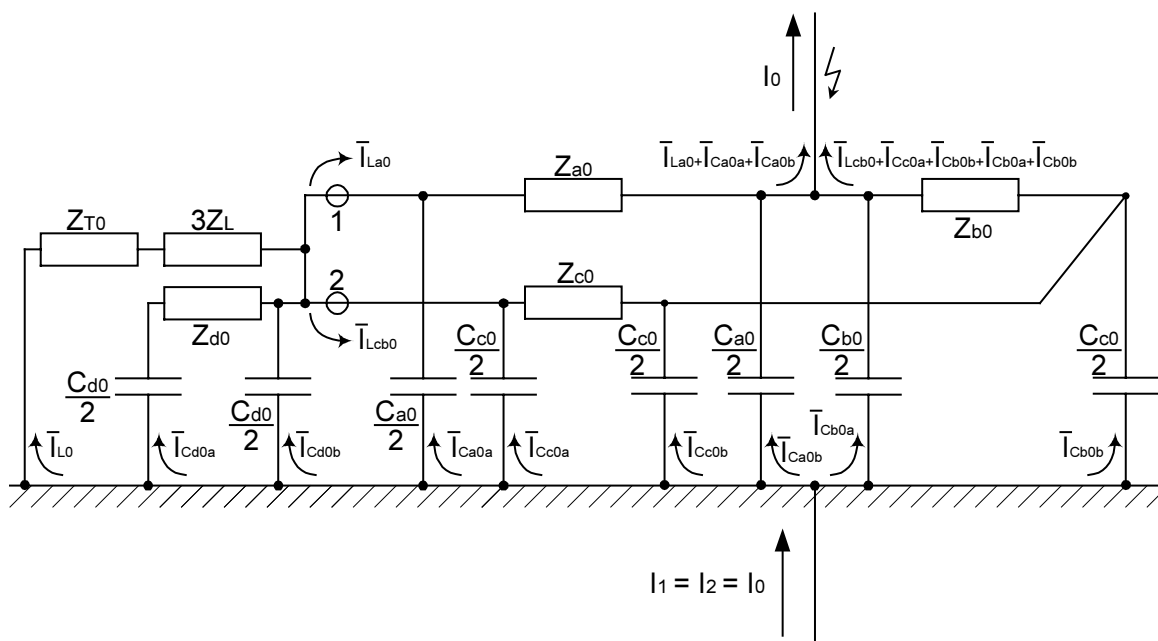 I0
ĪLa0
ĪLa0+ĪCa0a+ĪCa0b
ĪLcb0+ĪCc0a+ĪCb0b+ĪCb0a+ĪCb0b
Za0
1
ZT0
3ZL
Zb0
2
Zc0
Zd0
ĪLcb0
Cd0
2
Cd0
2
Ca0
2
Cc0
2
Cc0
2
Ca0
2
Cb0
2
Cc0
2
ĪL0
ĪCd0a
ĪCd0b
ĪCa0a
ĪCc0a
ĪCc0b
ĪCa0b
ĪCb0a
ĪCb0b
I1 = I2 = I0